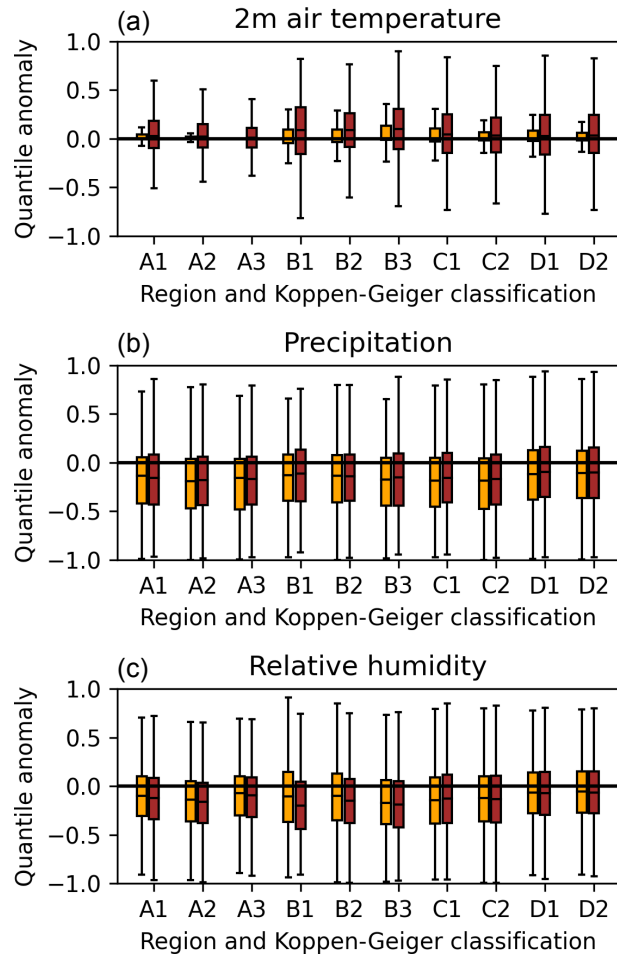 (a) 2m air temperature
Quantile anomaly
1.0
0.5
0.0
−0.5
−1.0
A1 A2 A3 B1 B2 B3 C1 C2 D1 D2
Region and Koppen-Geiger classification
(b) Precipitation
Quantile anomaly
1.0
0.5
0.0
−0.5
−1.0
A1 A2 A3 B1 B2 B3 C1 C2 D1 D2
Region and Koppen-Geiger classification
(c) Relative humidity
Quantile anomaly
1.0
0.5
0.0
−0.5
−1.0
A1 A2 A3 B1 B2 B3 C1 C2 D1 D2
Region and Koppen-Geiger classification